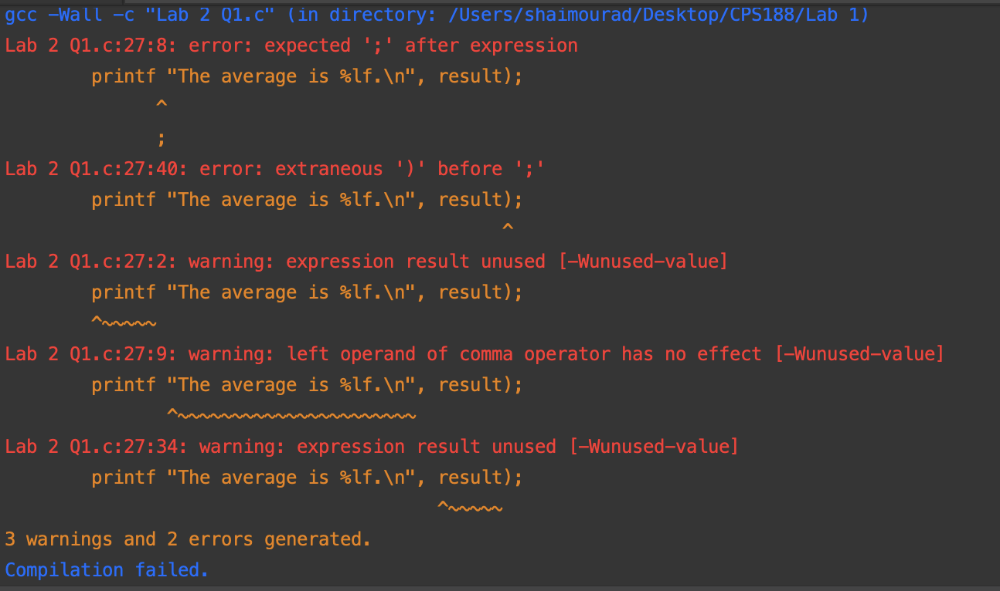 gcc -Wall -c "Lab 2 Q1.c" (in directory: /Users/shaimourad/Desktop/CPS188/Lab 1)
Lab 2 Q1.c:27:8: error: expected ';' after expression
        printf "The average is %lf.\n", result);
              ^
              ;
Lab 2 Q1.c:27:40: error: extraneous ')' before ';'
        printf "The average is %lf.\n", result);
                                              ^
Lab 2 Q1.c:27:2: warning: expression result unused [-Wunused-value]
        printf "The average is %lf.\n", result);
        ^~~~~~
Lab 2 Q1.c:27:9: warning: left operand of comma operator has no effect [-Wunused-value]
        printf "The average is %lf.\n", result);
               ^~~~~~~~~~~~~~~~~~~~~~~
Lab 2 Q1.c:27:34: warning: expression result unused [-Wunused-value]
        printf "The average is %lf.\n", result);
                                        ^~~~~~
3 warnings and 2 errors generated.
Compilation failed.